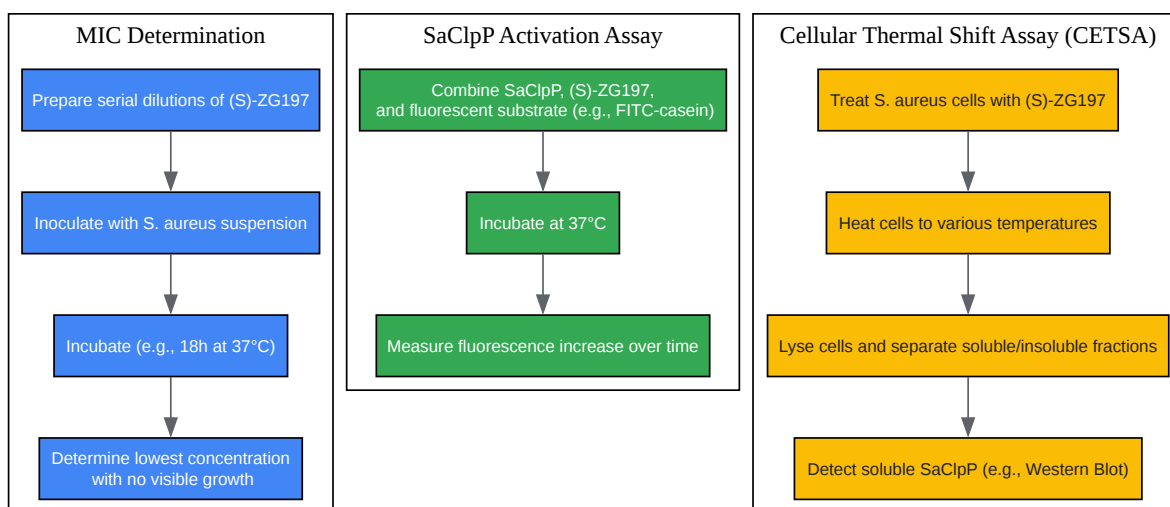 MIC Determination
Prepare serial dilutions of (S)-ZG197
Inoculate with S. aureus suspension
Incubate (e.g., 18h at 37°C)
Determine lowest concentration
with no visible growth
SaClpP Activation Assay
Combine SaClpP, (S)-ZG197,
and fluorescent substrate (e.g., FITC-casein)
Incubate at 37°C
Measure fluorescence increase over time
Cellular Thermal Shift Assay (CETSA)
Treat S. aureus cells with (S)-ZG197
Heat cells to various temperatures
Lyse cells and separate soluble/insoluble fractions
Detect soluble SaClpP (e.g., Western Blot)